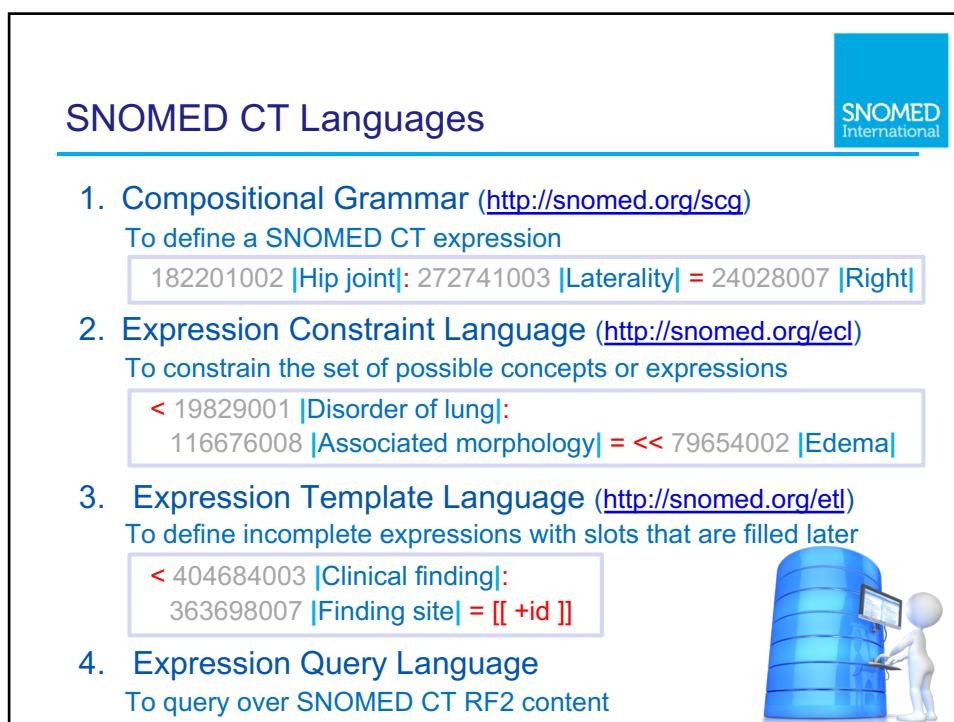 SNOMED CT Languages
SNOMED
International
1. Compositional Grammar (http://snomed.org/scg)
To define a SNOMED CT expression
182201002 |Hip joint|: 272741003 |Laterality| = 24028007 |Right|
2. Expression Constraint Language (http://snomed.org/ecl)
To constrain the set of possible concepts or expressions
< 19829001 |Disorder of lung|:
116676008 |Associated morphology| = << 79654002 |Edema|
3. Expression Template Language (http://snomed.org/etl)
To define incomplete expressions with slots that are filled later
< 404684003 |Clinical finding|:
363698007 |Finding site| = [[ +id ]]
4. Expression Query Language
To query over SNOMED CT RF2 content